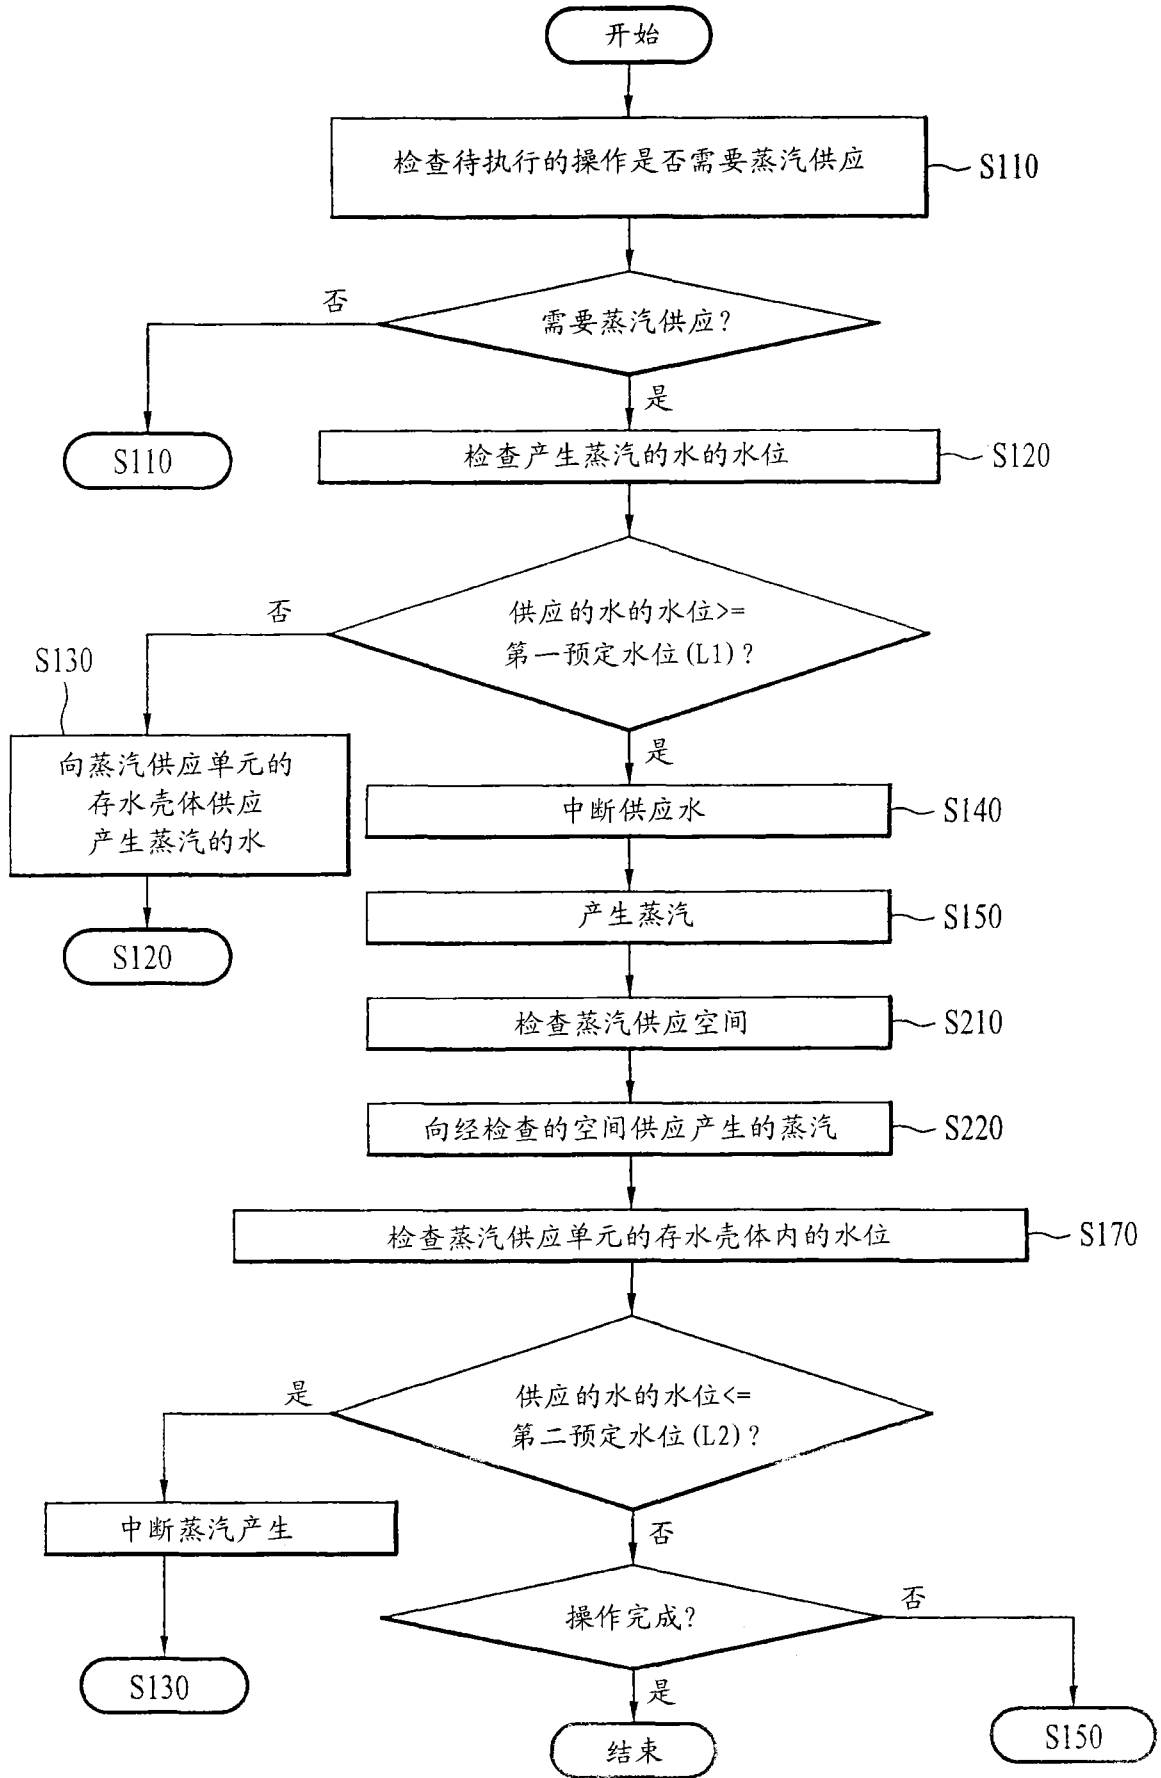 开始
检查待执行的操作是否需要蒸汽供应
S110
需要蒸汽供应?
否
是
S110
检查产生蒸汽的水的水位
S120
供应的水的水位>=
第一预定水位(L1)?
否
是
S130
向蒸汽供应单元的
存水壳体供应
产生蒸汽的水
S120
中断供应水
S140
产生蒸汽
S150
检查蒸汽供应空间
S210
向经检查的空间供应产生的蒸汽
S220
检查蒸汽供应单元的存水壳体内的水位
S170
供应的水的水位<=
第二预定水位(L2)?
是
否
中断蒸汽产生
S130
操作完成?
否
是
S150
结束